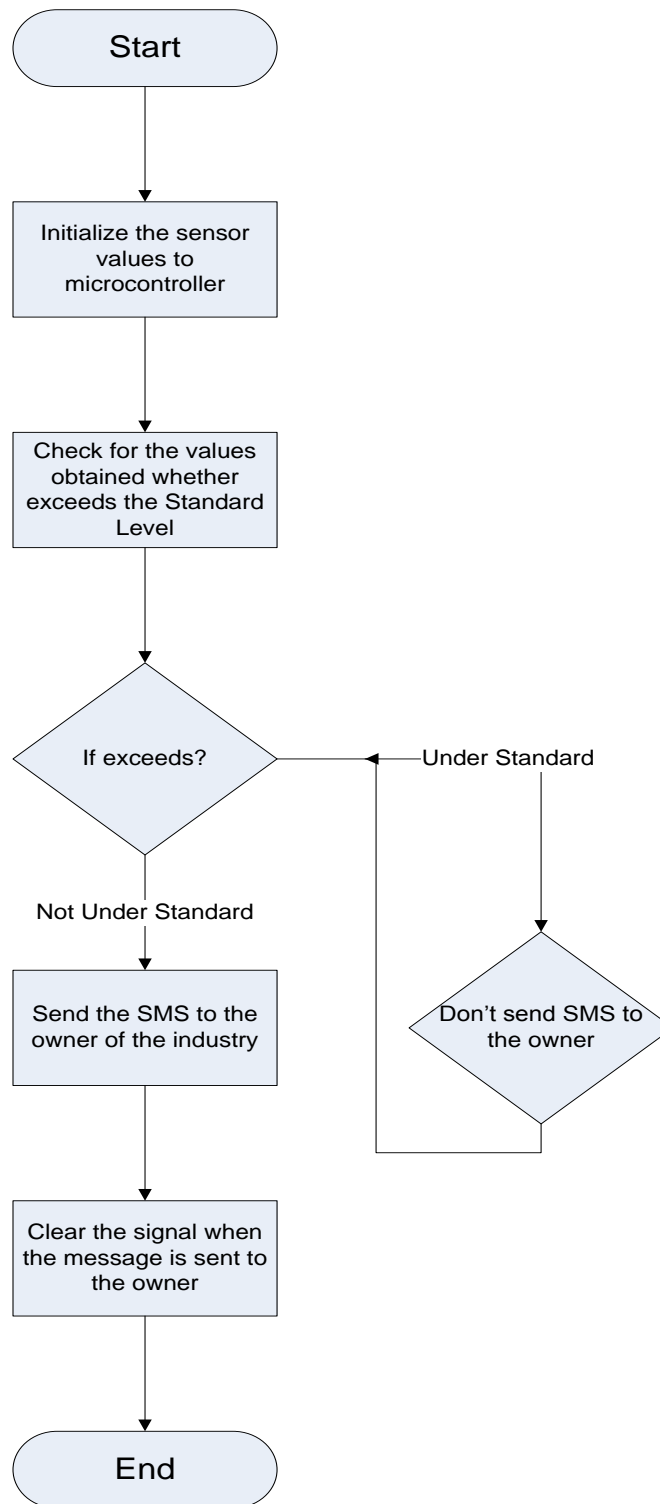 Start
Initialize the sensor
values to
microcontroller
Check for the values
obtained whether
exceeds the Standard
Level
If exceeds?
Under Standard
Not Under Standard
Don’t send SMS to
the owner
Send the SMS to the
owner of the industry
Clear the signal when
the message is sent to
the owner
End